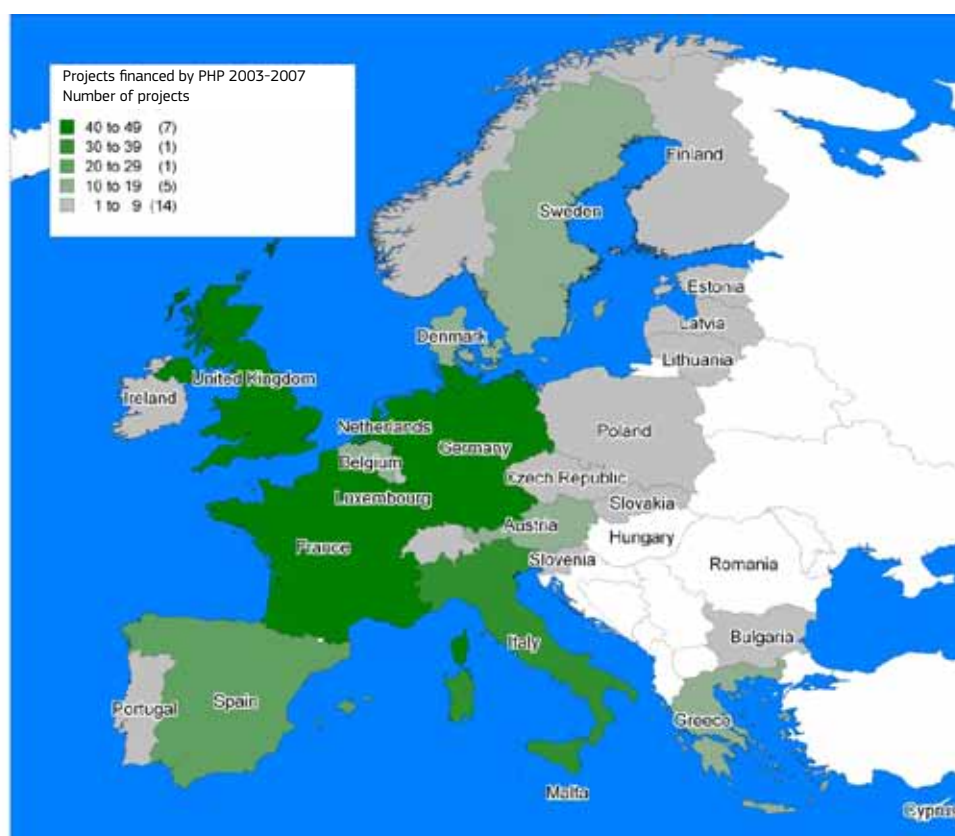 Projects financed by PHP 2003-2007
Number of projects
40 to 49 (7)
30 to 39 (1)
20 to 29 (1)
10 to 19 (5)
1 to 9 (14)
Finland
Sweden
Estonia
Latvia
Denmark
Lithuania
United Kingdom
Ireland
Netherlands
Poland
Germany
Belgium
Czech Republic
Luxembourg
Slovakia
Austria
Hungary
France
Slovenia
Romania
Bulgaria
Italy
Spain
Portugal
Greece
Malta
Cyprus